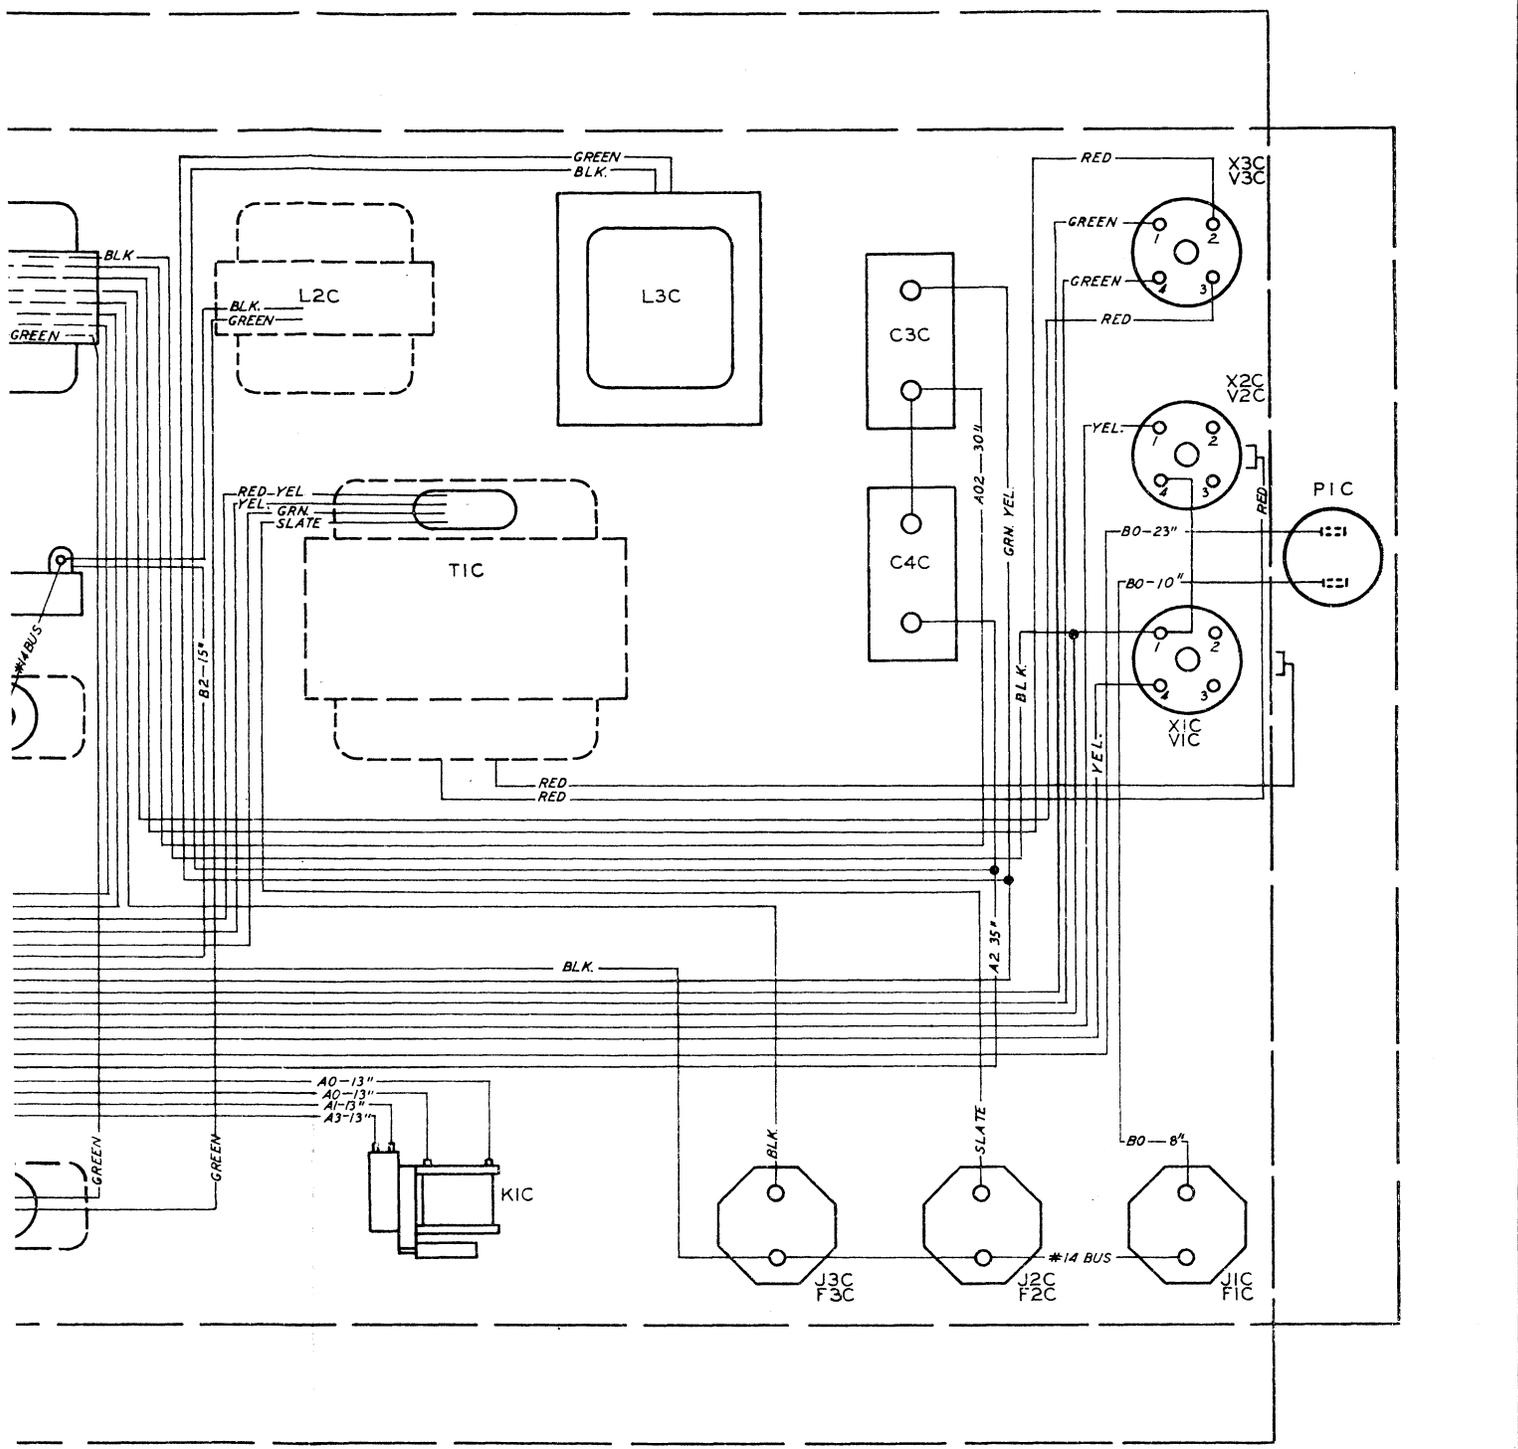 GREEN
BLK.
RED
X3C
V3C
GREEN
1
2
BLK
GREEN
4
3
L2C
L3C
BLK.
GREEN
RED
C3C
GREEN
X2C
V2C
YEL.
1
2
A02-30"
GRN. YEL.
4
3
RED
P1C
RED-YEL
YEL.
GRN.
SLATE
BO-23"
T1C
C4C
BO-10"
#14 BUS
B2-15"
1
2
BLK.
4
3
X1C
V1C
YEL.
RED
RED
A2 35"
BLK.
AO-13"
AO-13"
A1-13"
A3-13"
GREEN
GREEN
BLK.
SLATE
BO-8"
K1C
#14 BUS
J3C
F3C
J2C
F2C
J1C
F1C